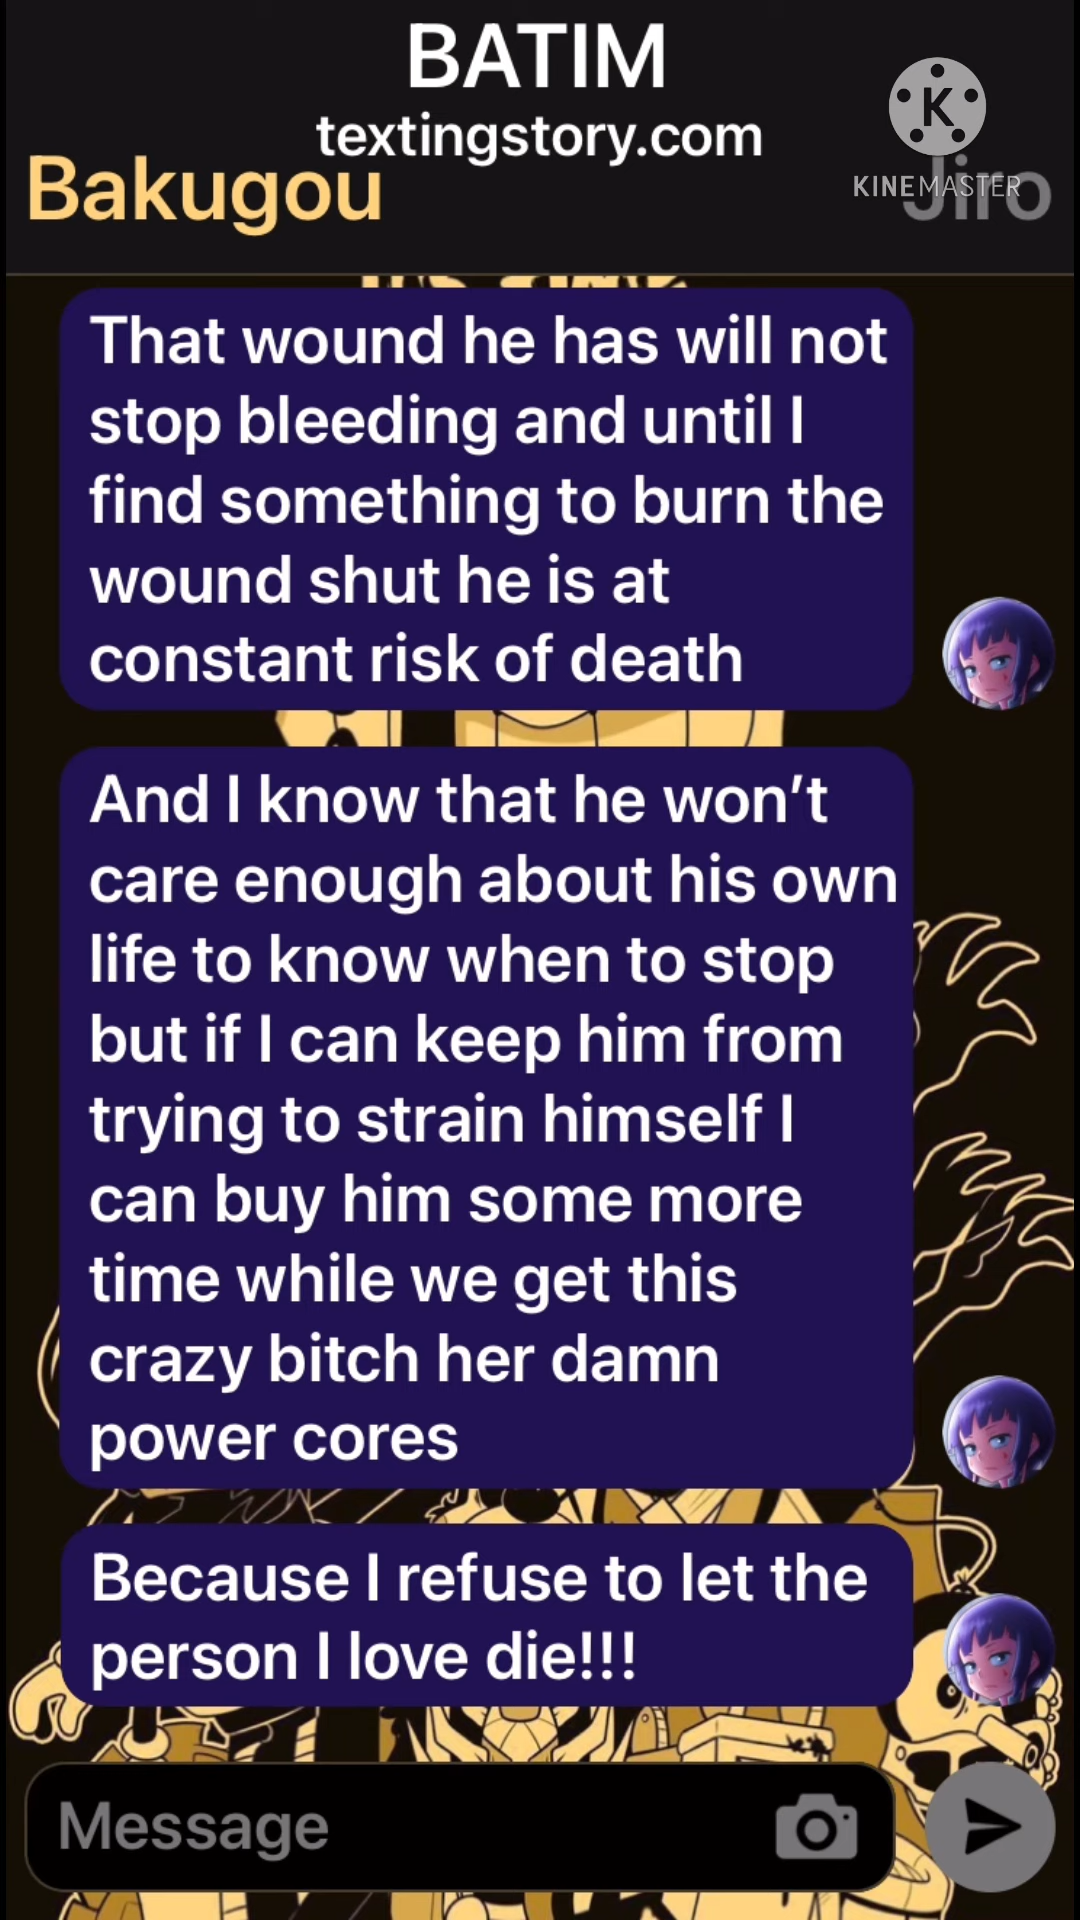 BATIM
textingstory.com
K
KINEMASTER
Bakugou
Jiro
That wound he has will not
stop bleeding and until I
find something to burn the
wound shut he is at
constant risk of death
And I know that he won’t
care enough about his own
life to know when to stop
but if I can keep him from
trying to strain himself I
can buy him some more
time while we get this
crazy bitch her damn
power cores
Because I refuse to let the
person I love die!!!
Message